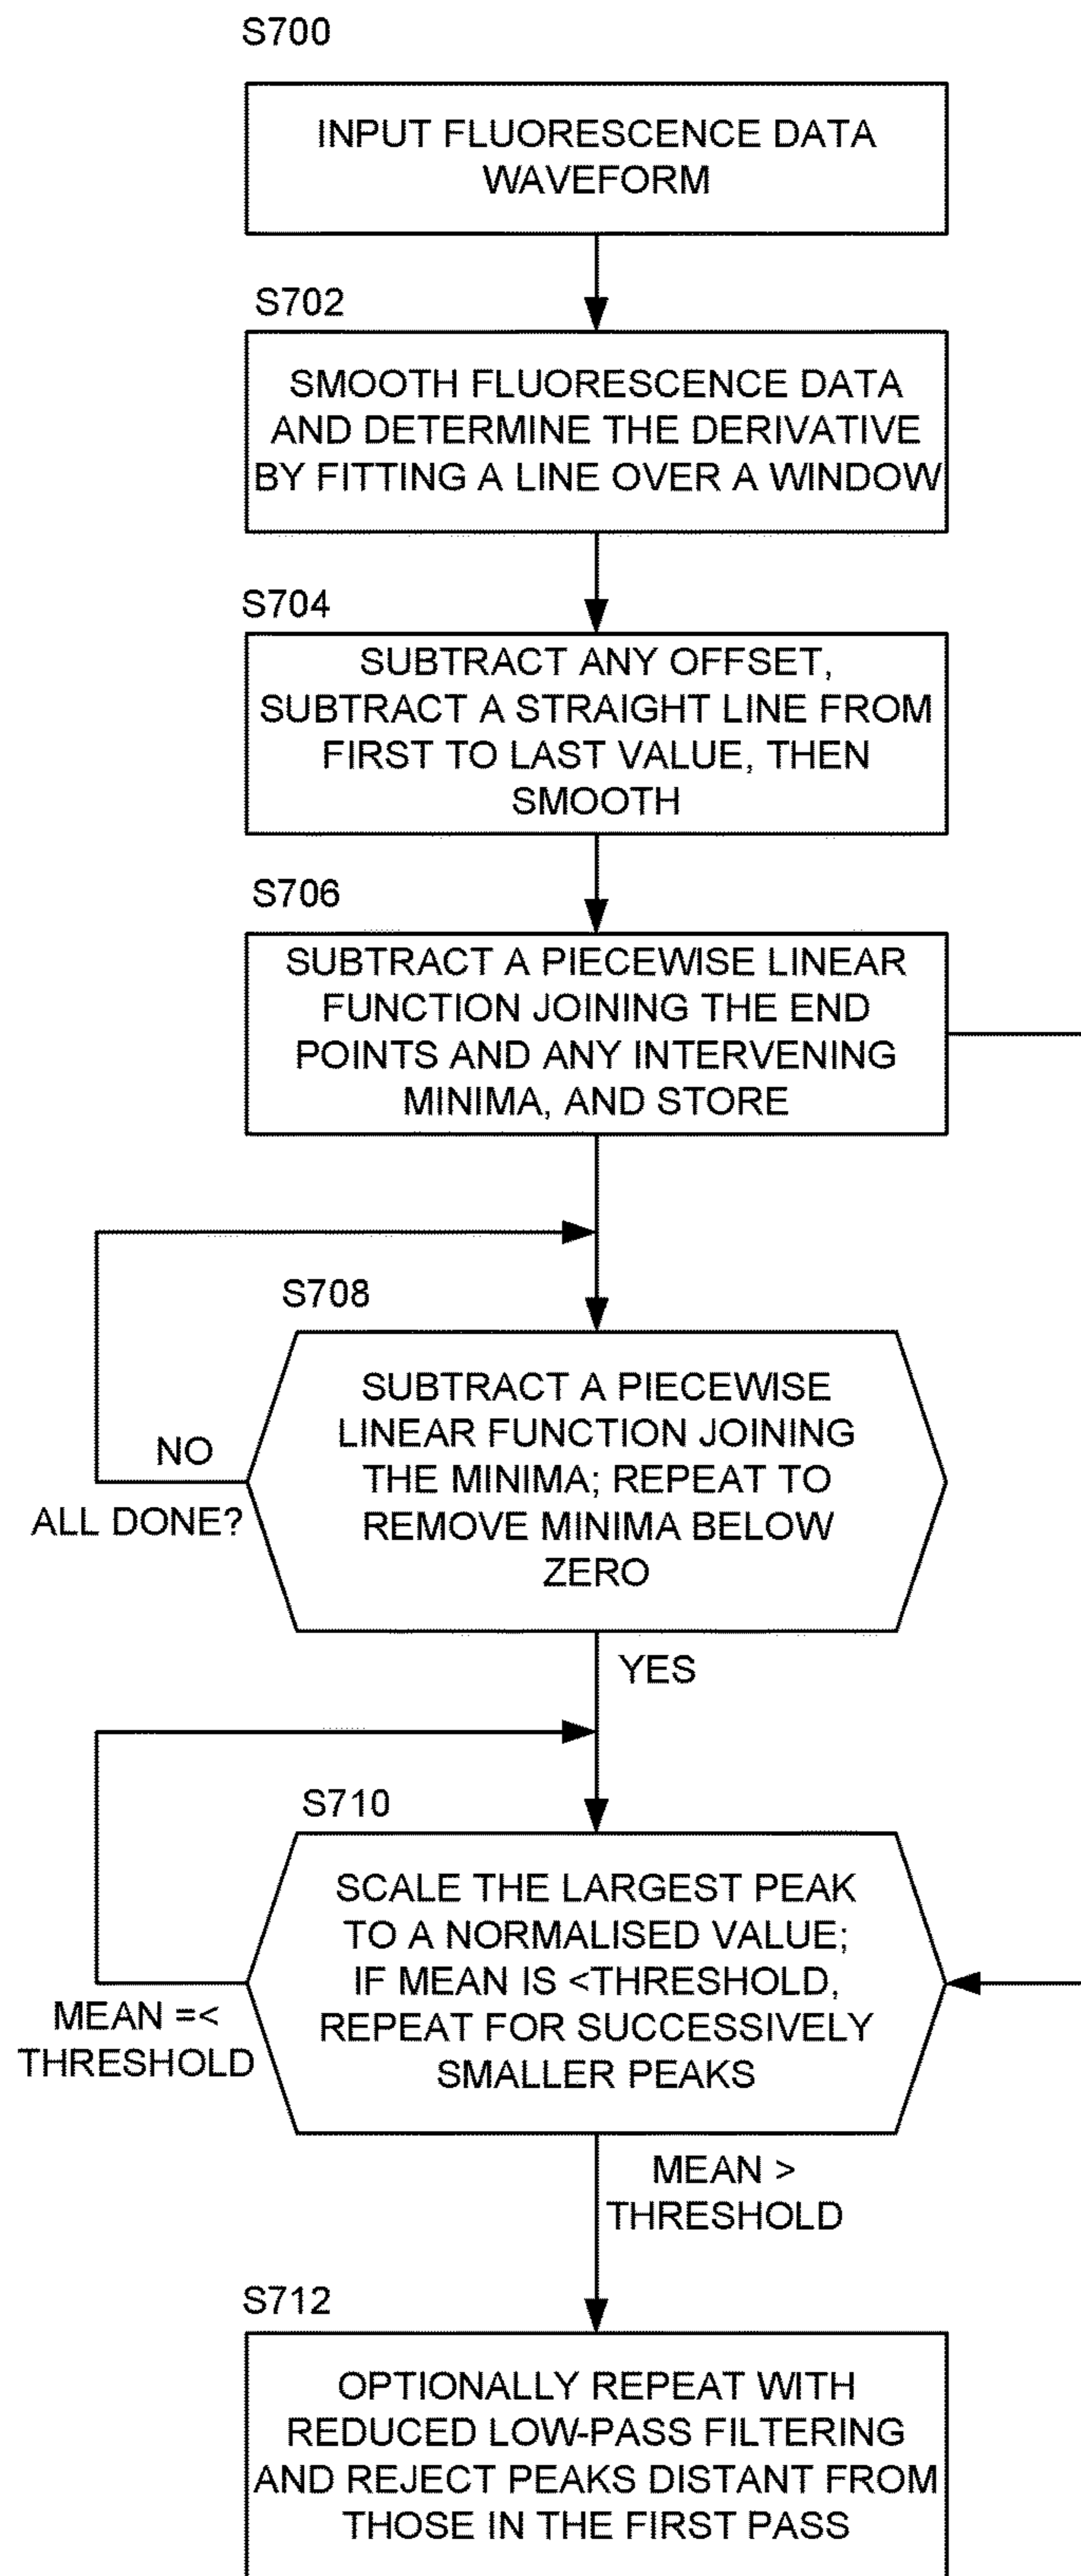 S700
INPUT FLUORESCENCE DATA
WAVEFORM
S702
SMOOTH FLUORESCENCE DATA
AND DETERMINE THE DERIVATIVE
BY FITTING A LINE OVER A WINDOW
S704
SUBTRACT ANY OFFSET,
SUBTRACT A STRAIGHT LINE FROM
FIRST TO LAST VALUE, THEN
SMOOTH
S706
SUBTRACT A PIECEWISE LINEAR
FUNCTION JOINING THE END
POINTS AND ANY INTERVENING
MINIMA, AND STORE
S708
SUBTRACT A PIECEWISE
LINEAR FUNCTION JOINING
THE MINIMA; REPEAT TO
REMOVE MINIMA BELOW
ZERO
NO
ALL DONE?
YES
S710
SCALE THE LARGEST PEAK
TO A NORMALISED VALUE;
IF MEAN IS <THRESHOLD,
REPEAT FOR SUCCESSIVELY
SMALLER PEAKS
MEAN =<
THRESHOLD
MEAN >
THRESHOLD
S712
OPTIONALLY REPEAT WITH
REDUCED LOW-PASS FILTERING
AND REJECT PEAKS DISTANT FROM
THOSE IN THE FIRST PASS